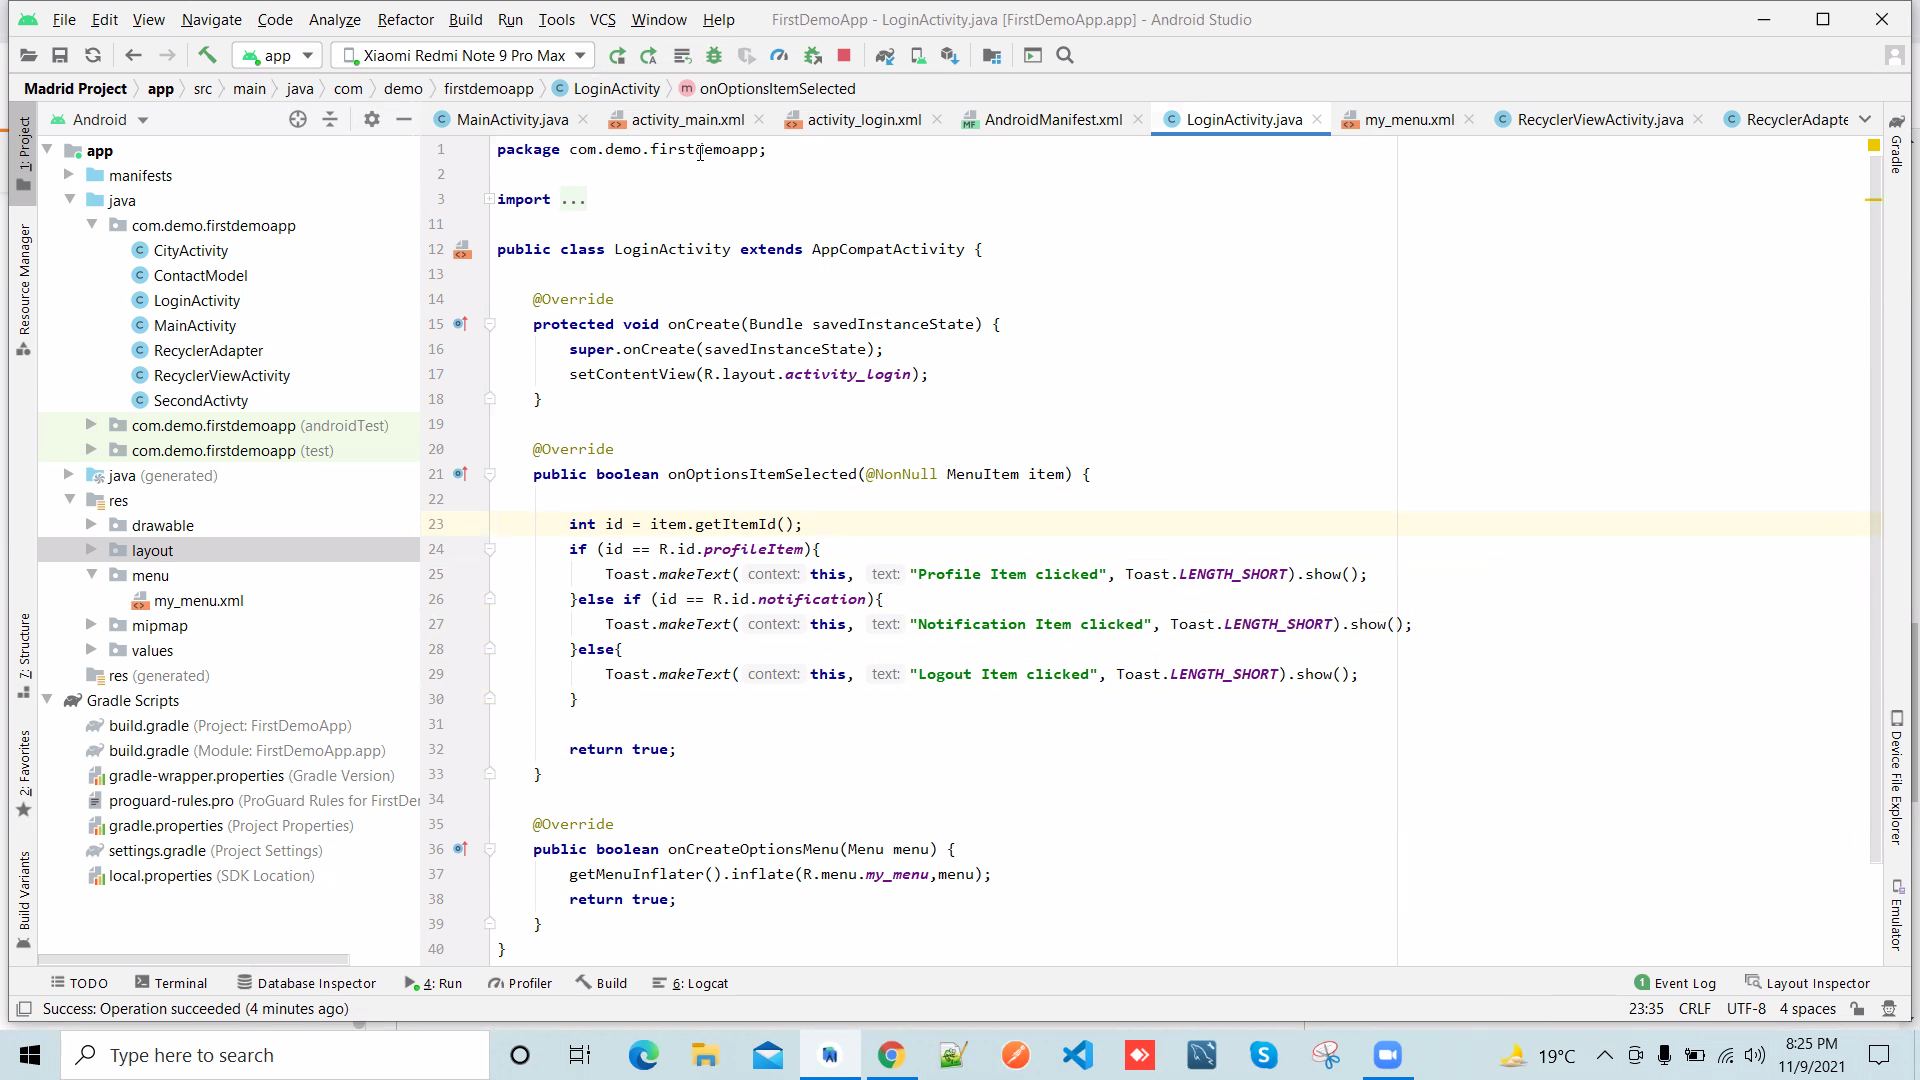 File Edit View Navigate Code Analyze Refactor Build Run Tools VCS Window Help FirstDemoApp - LoginActivity.java [FirstDemoApp.app] - Android Studio
app Xiaomi Redmi Note 9 Pro Max
Madrid Project app src main java com demo firstdemoapp LoginActivity onOptionsItemSelected
Android MainActivity.java activity_main.xml activity_login.xml AndroidManifest.xml LoginActivity.java my_menu.xml RecyclerViewActivity.java RecyclerAdapte
1: Project
Resource Manager
7: Structure
2: Favorites
Build Variants
app
manifests
java
com.demo.firstdemoapp
CityActivity
ContactModel
LoginActivity
MainActivity
RecyclerAdapter
RecyclerViewActivity
SecondActivty
com.demo.firstdemoapp (androidTest)
com.demo.firstdemoapp (test)
java (generated)
res
drawable
layout
menu
my_menu.xml
mipmap
values
res (generated)
Gradle Scripts
build.gradle (Project: FirstDemoApp)
build.gradle (Module: FirstDemoApp.app)
gradle-wrapper.properties (Gradle Version)
proguard-rules.pro (ProGuard Rules for FirstDer
gradle.properties (Project Properties)
settings.gradle (Project Settings)
local.properties (SDK Location)
1 package com.demo.firstdemoapp;
2
3 import ...
11
12 public class LoginActivity extends AppCompatActivity {
13
14 @Override
15 protected void onCreate(Bundle savedInstanceState) {
16 super.onCreate(savedInstanceState);
17 setContentView(R.layout.activity_login);
18 }
19
20 @Override
21 public boolean onOptionsItemSelected(@NonNull MenuItem item) {
22
23 int id = item.getItemId();
24 if (id == R.id.profileItem){
25 Toast.makeText( context: this, text: "Profile Item clicked", Toast.LENGTH_SHORT).show();
26 }else if (id == R.id.notification){
27 Toast.makeText( context: this, text: "Notification Item clicked", Toast.LENGTH_SHORT).show();
28 }else{
29 Toast.makeText( context: this, text: "Logout Item clicked", Toast.LENGTH_SHORT).show();
30 }
31
32 return true;
33 }
34
35 @Override
36 public boolean onCreateOptionsMenu(Menu menu) {
37 getMenuInflater().inflate(R.menu.my_menu,menu);
38 return true;
39 }
40 }
Gradle
Device File Explorer
Emulator
TODO Terminal Database Inspector 4: Run Profiler Build 6: Logcat 1 Event Log Layout Inspector
Success: Operation succeeded (4 minutes ago) 23:35 CRLF UTF-8 4 spaces
Type here to search 19°C 8:25 PM
11/9/2021